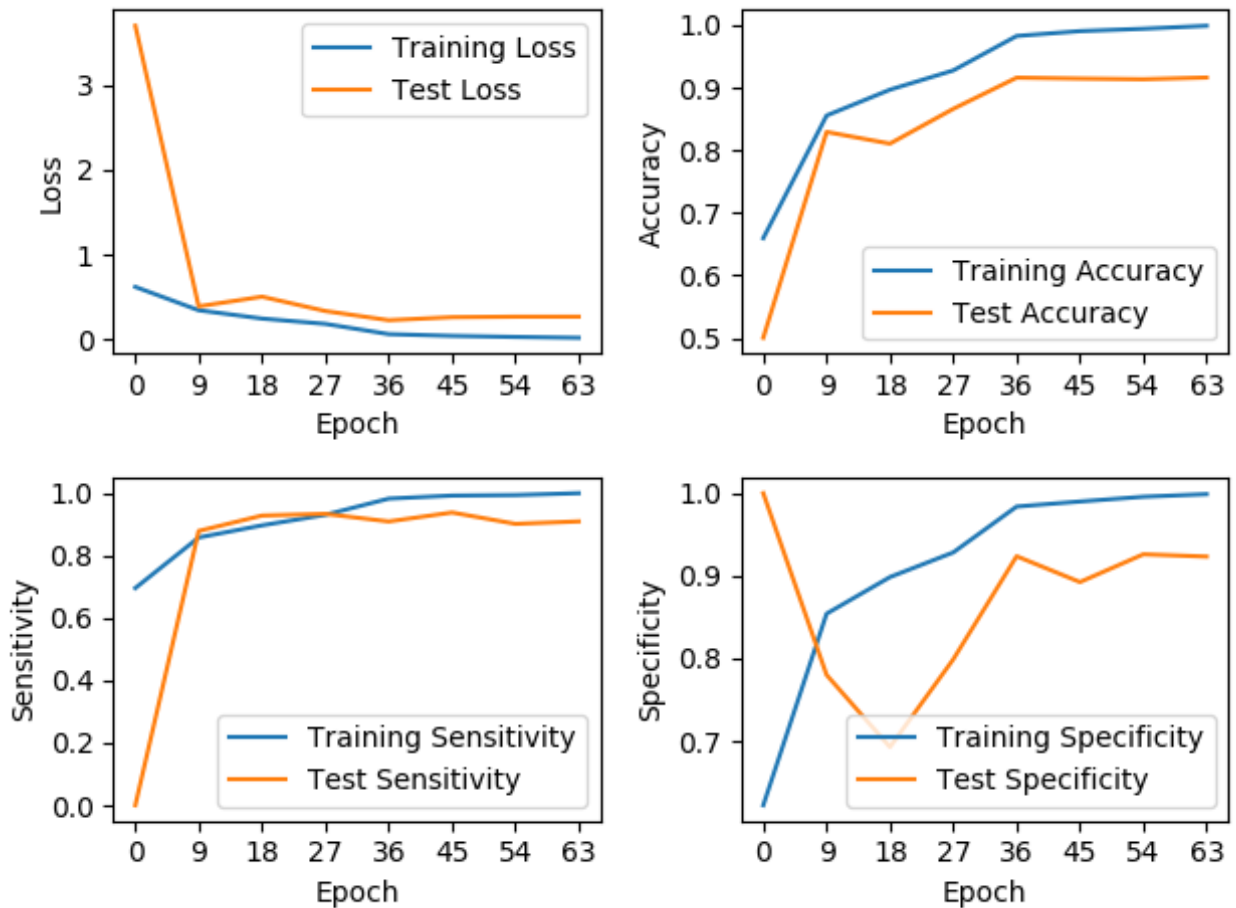 Training Loss
Test Loss
3
2
1
0
Loss
0 9 18 27 36 45 54 63
Epoch
1.0
0.9
0.8
0.7
0.6
0.5
Accuracy
Training Accuracy
Test Accuracy
0 9 18 27 36 45 54 63
Epoch
1.0
0.8
0.6
0.4
0.2
0.0
Sensitivity
Training Sensitivity
Test Sensitivity
0 9 18 27 36 45 54 63
Epoch
1.0
0.9
0.8
0.7
Specificity
Training Specificity
Test Specificity
0 9 18 27 36 45 54 63
Epoch